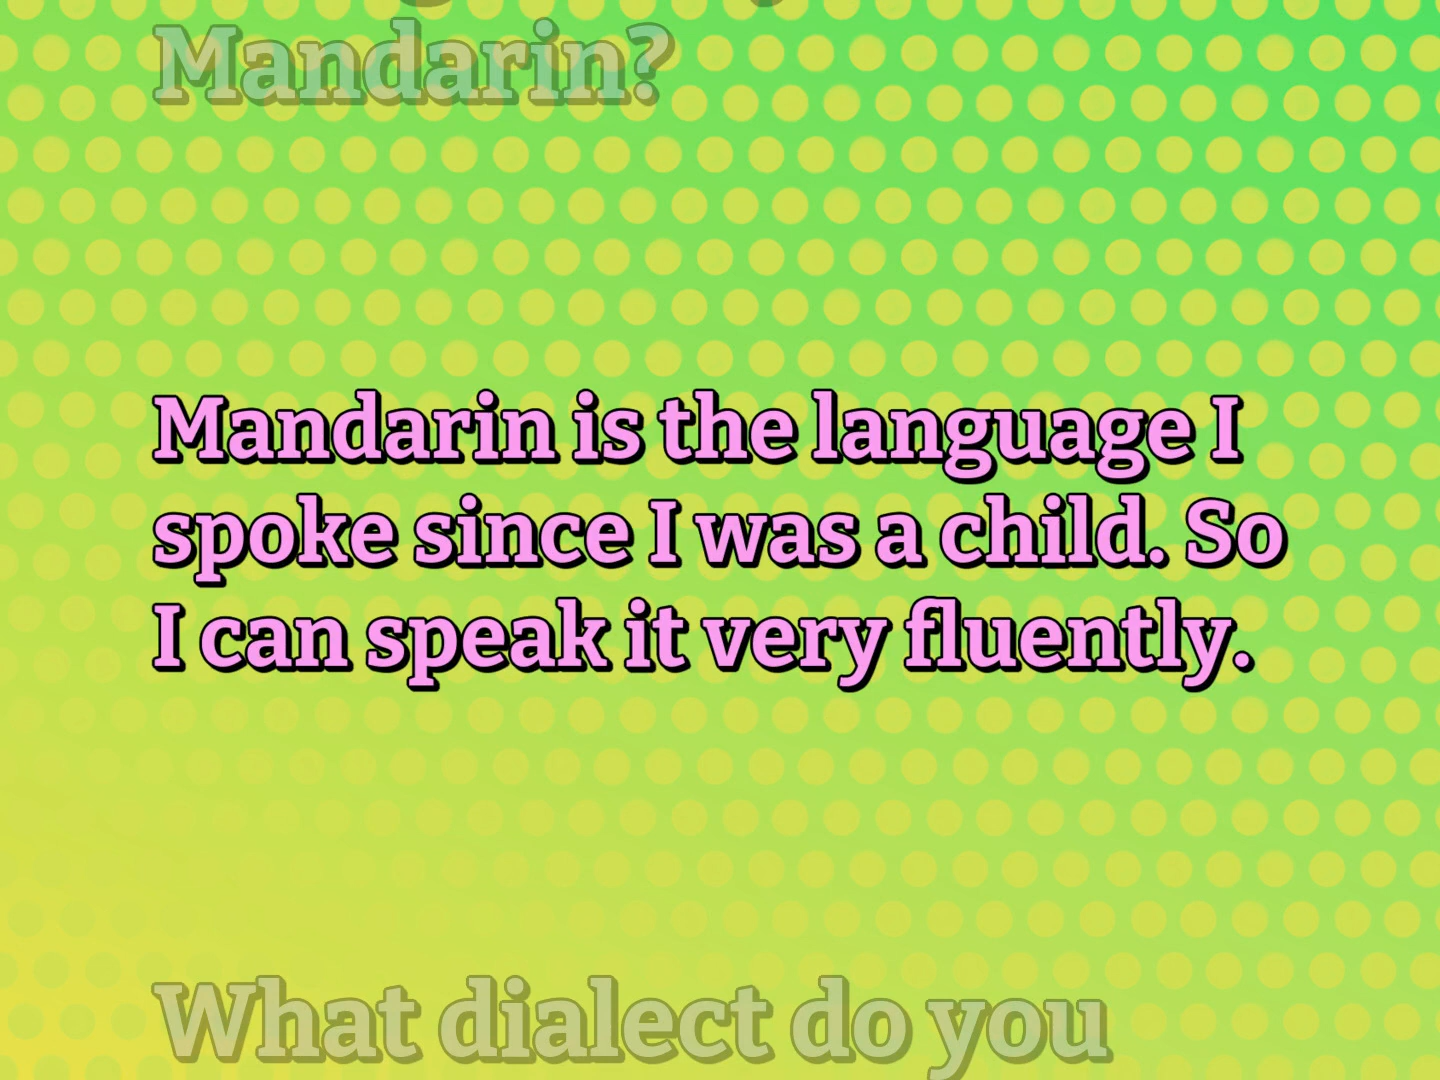 Mandarin?
Mandarin is the language I
spoke since I was a child. So
I can speak it very fluently.
What dialect do you